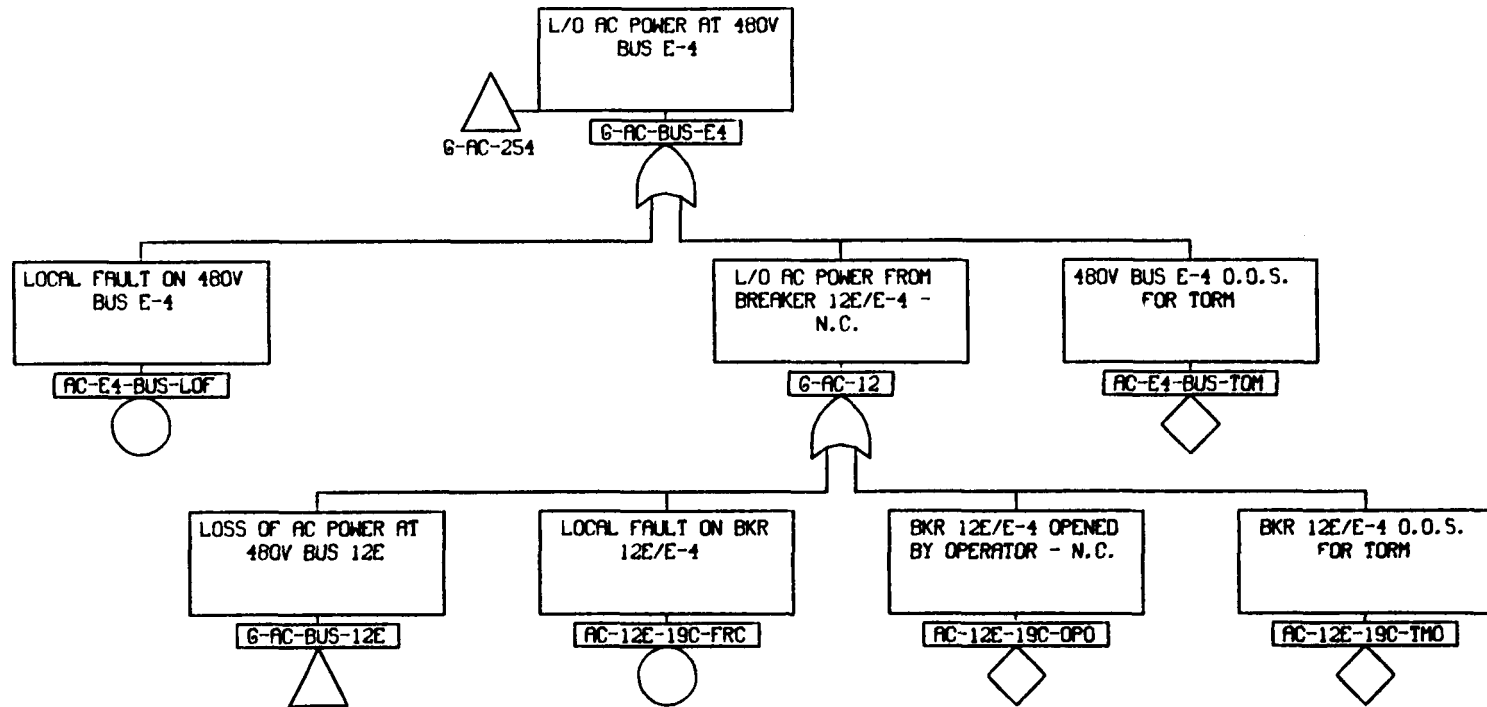 L/O AC POWER AT 480V
BUS E-4
G-AC-254
G-AC-BUS-E4
LOCAL FAULT ON 480V
BUS E-4
AC-E4-BUS-LOF
L/O AC POWER FROM
BREAKER 12E/E-4 -
N.C.
G-AC-12
480V BUS E-4 O.O.S.
FOR TORM
AC-E4-BUS-TOM
LOSS OF AC POWER AT
480V BUS 12E
G-AC-BUS-12E
LOCAL FAULT ON BKR
12E/E-4
AC-12E-19C-FRC
BKR 12E/E-4 OPENED
BY OPERATOR - N.C.
AC-12E-19C-OPO
BKR 12E/E-4 O.O.S.
FOR TORM
AC-12E-19C-TMO